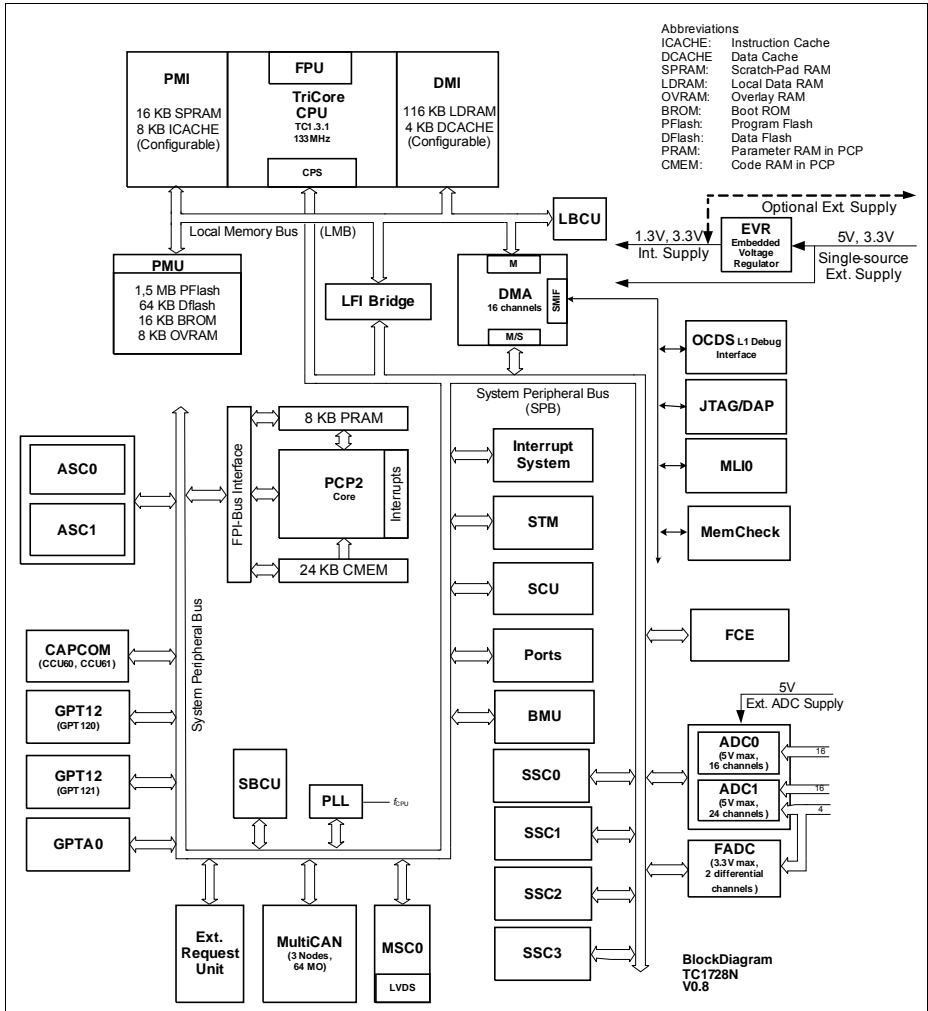 Abbreviations
ICACHE: Instruction Cache
DCACHE Data Cache
SPRAM: Scratch-Pad RAM
LDRAM: Local Data RAM
OVRAM: Overlay RAM
BROM: Boot ROM
PFlash: Program Flash
DFlash: Data Flash
PRAM: Parameter RAM in PCP
CMEM: Code RAM in PCP
PMI
16 KB SPRAM
8 KB ICACHE
(Configurable)
FPU
TriCore
CPU
TC1.3.1
133MHz
CPS
DMI
116 KB LDRAM
4 KB DCACHE
(Configurable)
Local Memory Bus (LMB)
LBCU
Optional Ext. Supply
1.3V, 3.3V
Int. Supply
EVR
Embedded
Voltage
Regulator
5V, 3.3V
Single-source
Ext. Supply
PMU
1,5 MB PFlash
64 KB Dflash
16 KB BROM
8 KB OVRAM
LFI Bridge
M
DMA
16 channels
SMIF
M/S
OCDS L1 Debug
Interface
JTAG/DAP
MLI0
MemCheck
System Peripheral Bus
(SPB)
FPI-Bus Interface
8 KB PRAM
PCP2
Core
Interrupts
24 KB CMEM
ASC0
ASC1
System Peripheral Bus
Interrupt
System
STM
SCU
Ports
BMU
FCE
CAPCOM
(CCU60, CCU61)
GPT12
(GPT120)
GPT12
(GPT121)
GPTA0
SBCU
PLL
fCPU
SSC0
SSC1
SSC2
SSC3
5V
Ext. ADC Supply
ADC0
(5V max,
16 channels)
16
ADC1
(5V max,
24 channels)
16
4
FADC
(3.3V max,
2 differential
channels)
Ext.
Request
Unit
MultiCAN
(3 Nodes,
64 MO)
MSC0
LVDS
BlockDiagram
TC1728N
V0.8